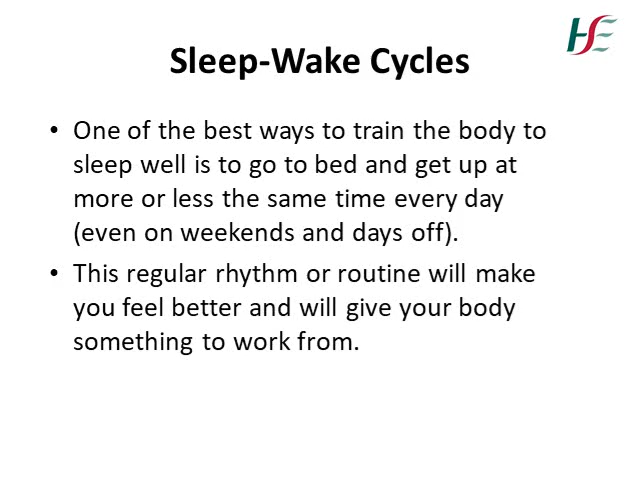 HSE
Sleep-Wake Cycles
• One of the best ways to train the body to
sleep well is to go to bed and get up at
more or less the same time every day
(even on weekends and days off).
• This regular rhythm or routine will make
you feel better and will give your body
something to work from.